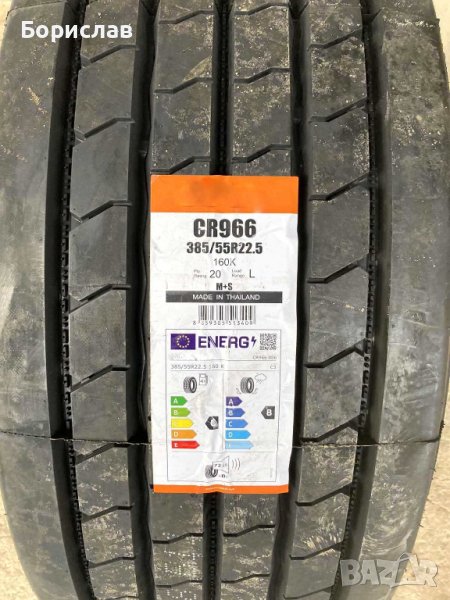 Борислав
CR966
385/55R22.5
160K
Ply Rating 20 Load Range L
M+S
MADE IN THAILAND
ENERG
385/55R22.5 160 K C3
A A
B B B
C C
D D
E E
BAZAR